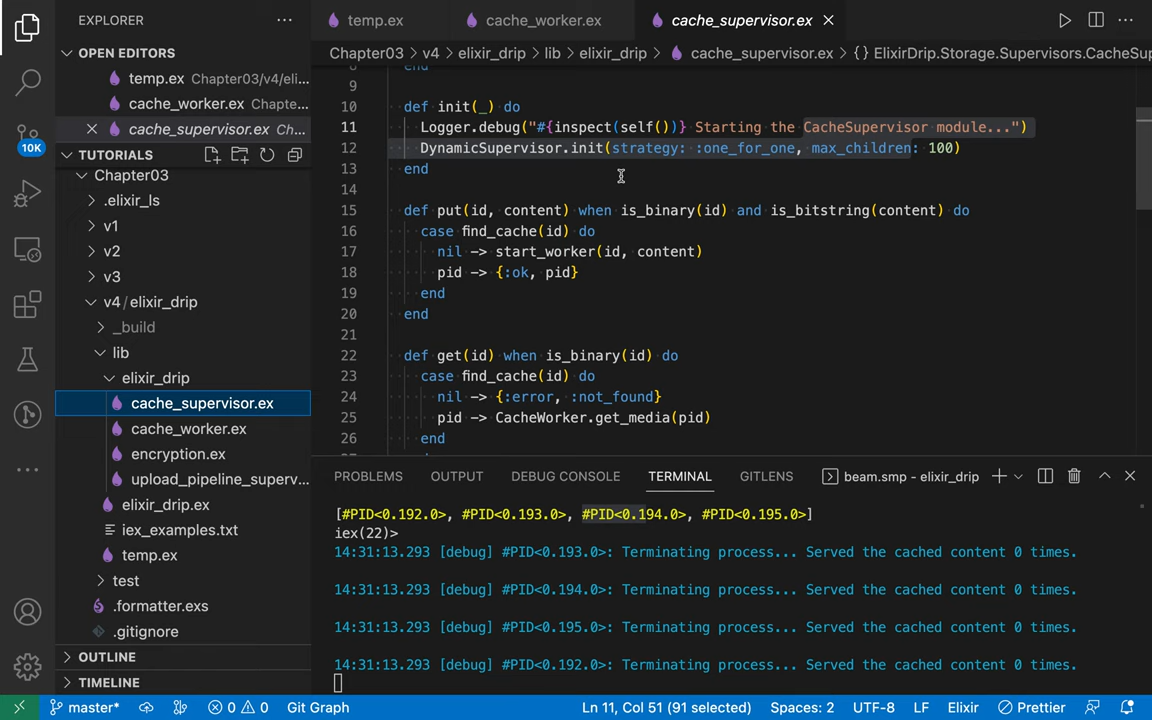 EXPLORER
OPEN EDITORS
temp.ex Chapter03/v4/eli...
cache_worker.ex Chapte...
cache_supervisor.ex Ch...
TUTORIALS
Chapter03
.elixir_ls
v1
v2
v3
v4/elixir_drip
_build
lib
elixir_drip
cache_supervisor.ex
cache_worker.ex
encryption.ex
upload_pipeline_superv...
elixir_drip.ex
iex_examples.txt
temp.ex
test
.formatter.exs
.gitignore
OUTLINE
TIMELINE
10K
temp.ex cache_worker.ex cache_supervisor.ex
Chapter03 > v4 > elixir_drip > lib > elixir_drip > cache_supervisor.ex > {} ElixirDrip.Storage.Supervisors.CacheSu
8 end
9
10 def init(_) do
11 Logger.debug("#{inspect(self())} Starting the CacheSupervisor module...")
12 DynamicSupervisor.init(strategy: :one_for_one, max_children: 100)
13 end
14
15 def put(id, content) when is_binary(id) and is_bitstring(content) do
16 case find_cache(id) do
17 nil -> start_worker(id, content)
18 pid -> {:ok, pid}
19 end
20 end
21
22 def get(id) when is_binary(id) do
23 case find_cache(id) do
24 nil -> {:error, :not_found}
25 pid -> CacheWorker.get_media(pid)
26 end
PROBLEMS OUTPUT DEBUG CONSOLE TERMINAL GITLENS beam.smp - elixir_drip
[#PID<0.192.0>, #PID<0.193.0>, #PID<0.194.0>, #PID<0.195.0>]
iex(22)>
14:31:13.293 [debug] #PID<0.193.0>: Terminating process... Served the cached content 0 times.
14:31:13.293 [debug] #PID<0.194.0>: Terminating process... Served the cached content 0 times.
14:31:13.293 [debug] #PID<0.195.0>: Terminating process... Served the cached content 0 times.
14:31:13.293 [debug] #PID<0.192.0>: Terminating process... Served the cached content 0 times.
master* 0 0 Git Graph Ln 11, Col 51 (91 selected) Spaces: 2 UTF-8 LF Elixir Prettier